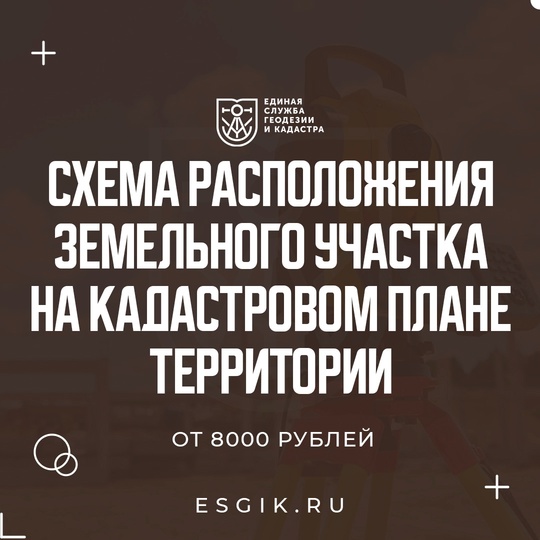 ЕДИНАЯ
СЛУЖБА
ГЕОДЕЗИИ
И КАДАСТРА
СХЕМА РАСПОЛОЖЕНИЯ
ЗЕМЕЛЬНОГО УЧАСТКА
НА КАДАСТРОВОМ ПЛАНЕ
ТЕРРИТОРИИ
ОТ 8000 РУБЛЕЙ
ESGIK.RU